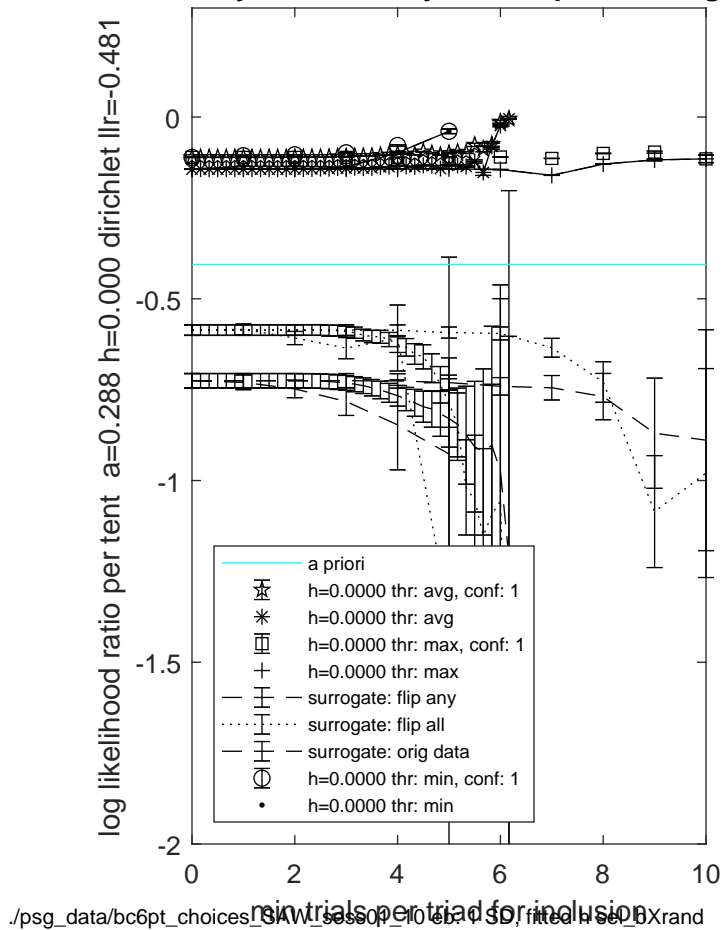 log likelihood ratio per tent a=0.288 h=0.000 dirichlet llr=-0.481
0
-0.5
-1
-1.5
-2
a priori
h=0.0000 thr: avg, conf: 1
h=0.0000 thr: avg
h=0.0000 thr: max, conf: 1
h=0.0000 thr: max
surrogate: flip any
surrogate: flip all
surrogate: orig data
h=0.0000 thr: min, conf: 1
h=0.0000 thr: min
0 2 4 6 8 10
min trials per triad for inclusion
./psg_data/bc6pt_choices_SAW_sess01_10 eb: 1 SD, fitted h sel_bXrand